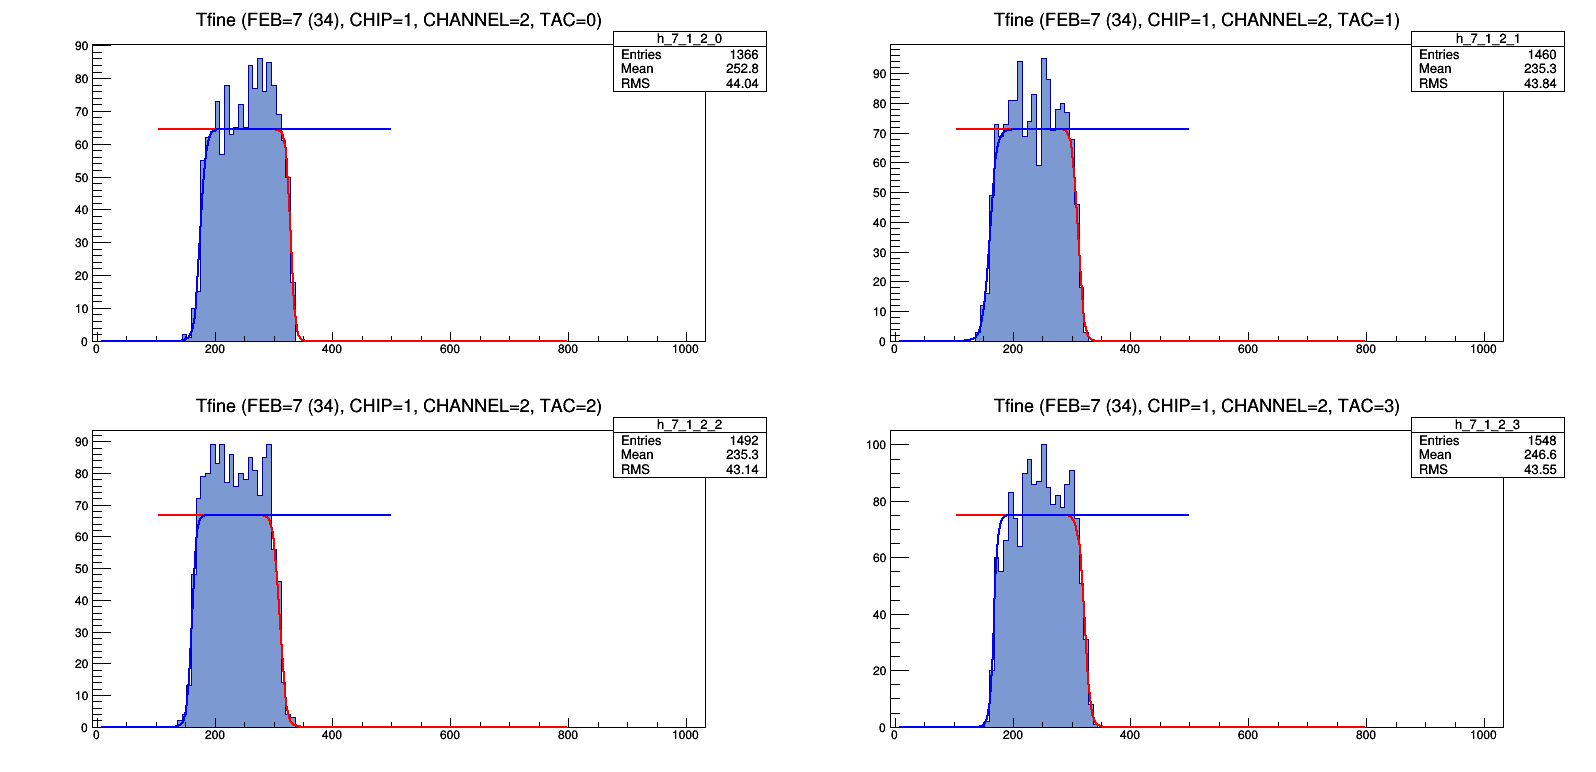 Tfine (FEB=7 (34), CHIP=1, CHANNEL=2, TAC=0)
h_7_1_2_0
Entries 1366
Mean 252.8
RMS 44.04
90
80
70
60
50
40
30
20
10
0
0 200 400 600 800 1000
Tfine (FEB=7 (34), CHIP=1, CHANNEL=2, TAC=1)
h_7_1_2_1
Entries 1460
Mean 235.3
RMS 43.84
90
80
70
60
50
40
30
20
10
0
0 200 400 600 800 1000
Tfine (FEB=7 (34), CHIP=1, CHANNEL=2, TAC=2)
h_7_1_2_2
Entries 1492
Mean 235.3
RMS 43.14
90
80
70
60
50
40
30
20
10
0
0 200 400 600 800 1000
Tfine (FEB=7 (34), CHIP=1, CHANNEL=2, TAC=3)
h_7_1_2_3
Entries 1548
Mean 246.6
RMS 43.55
100
80
60
40
20
0
0 200 400 600 800 1000